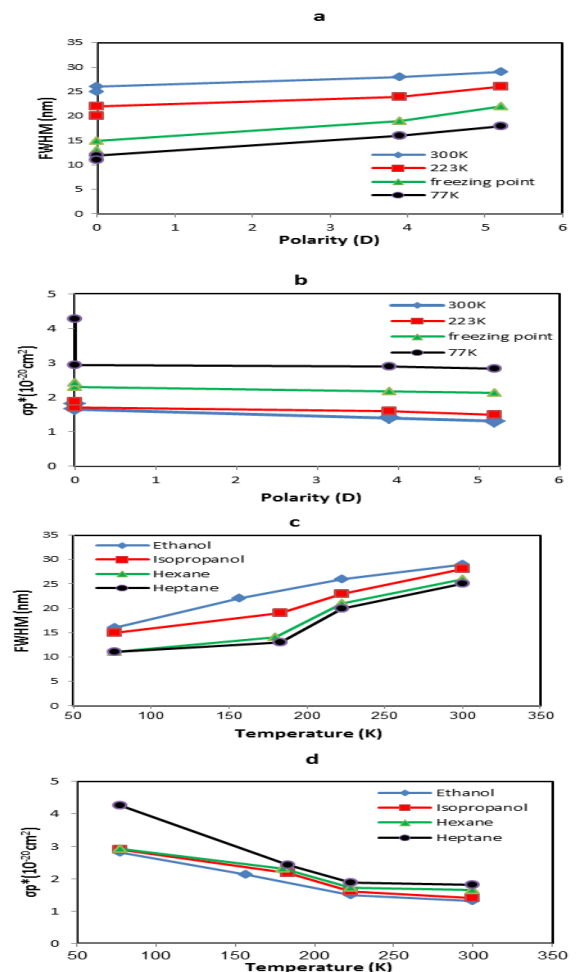 a
35
30
25
20
15
10
5
0
FWHM (nm)
300K
223K
freezing point
77K
0 1 2 3 4 5 6
Polarity (D)
b
5
4
3
2
1
0
σp*(10⁻²⁰cm²)
300K
223K
freezing point
77K
0 1 2 3 4 5 6
Polarity (D)
c
35
30
25
20
15
10
5
0
FWHM (nm)
Ethanol
Isopropanol
Hexane
Heptane
50 100 150 200 250 300 350
Temperature (K)
d
5
4
3
2
1
0
σp*(10⁻²⁰cm²)
Ethanol
Isopropanol
Hexane
Heptane
50 100 150 200 250 300 350
Temperature (K)